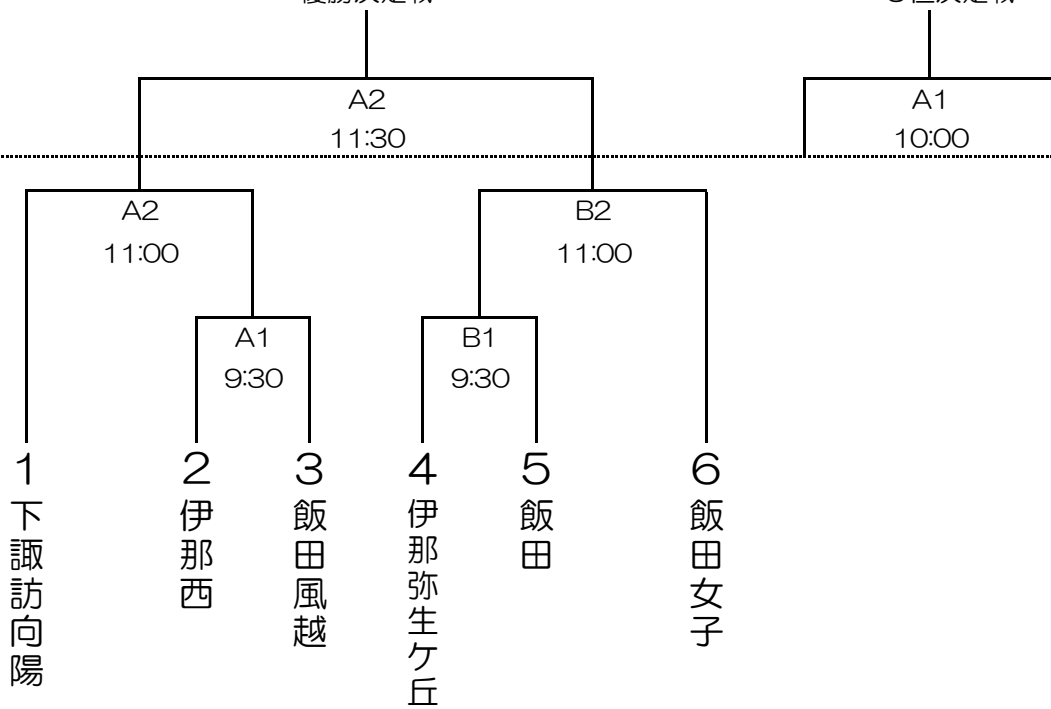 A2
11:30
A1
10:00
A2
11:00
B2
11:00
A1
9:30
B1
9:30
1 下諏訪向陽
2 伊那西
3 飯田風越
4 伊那弥生ケ丘
5 飯田
6 飯田女子